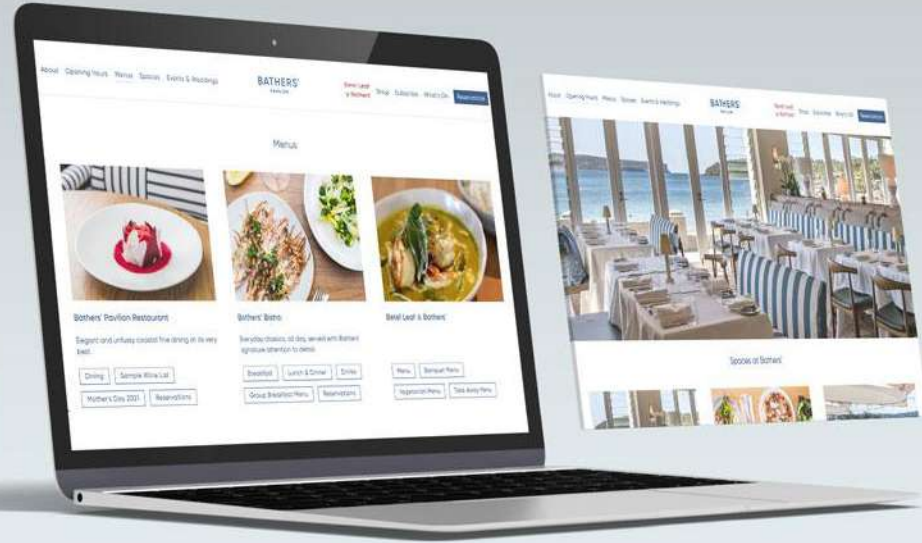 About Opening Hours Menus Spaces Events & Weddings
BATHERS'
PAVILION
Betel Leaf
@ Bathers'
Shop Subscribe What's On Reservations
Menus
Bathers' Pavilion Restaurant
Elegant and unfussy coastal fine dining at its very
best.
Dining Sample Wine List
Mother's Day 2021 Reservations
Bathers' Bistro
Everyday classics, all day, served with Bathers'
signature attention to detail.
Breakfast Lunch & Dinner Drinks
Group Breakfast Menu Reservations
Betel Leaf @ Bathers'
Menu Banquet Menu
Vegetarian Menu Take Away Menu
About Opening Hours Menus Spaces Events & Weddings
BATHERS'
PAVILION
Betel Leaf
@ Bathers'
Shop Subscribe What's On Reservations
Spaces at Bathers'